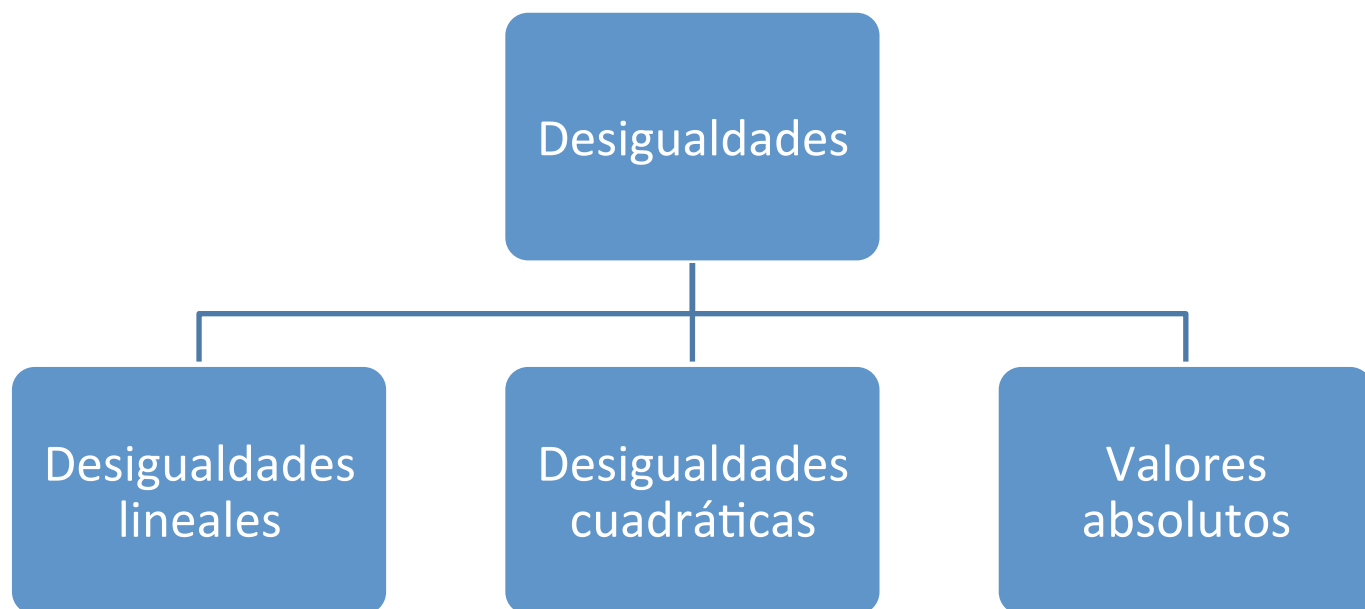 Desigualdades
Desigualdades
lineales
Desigualdades
cuadráticas
Valores
absolutos